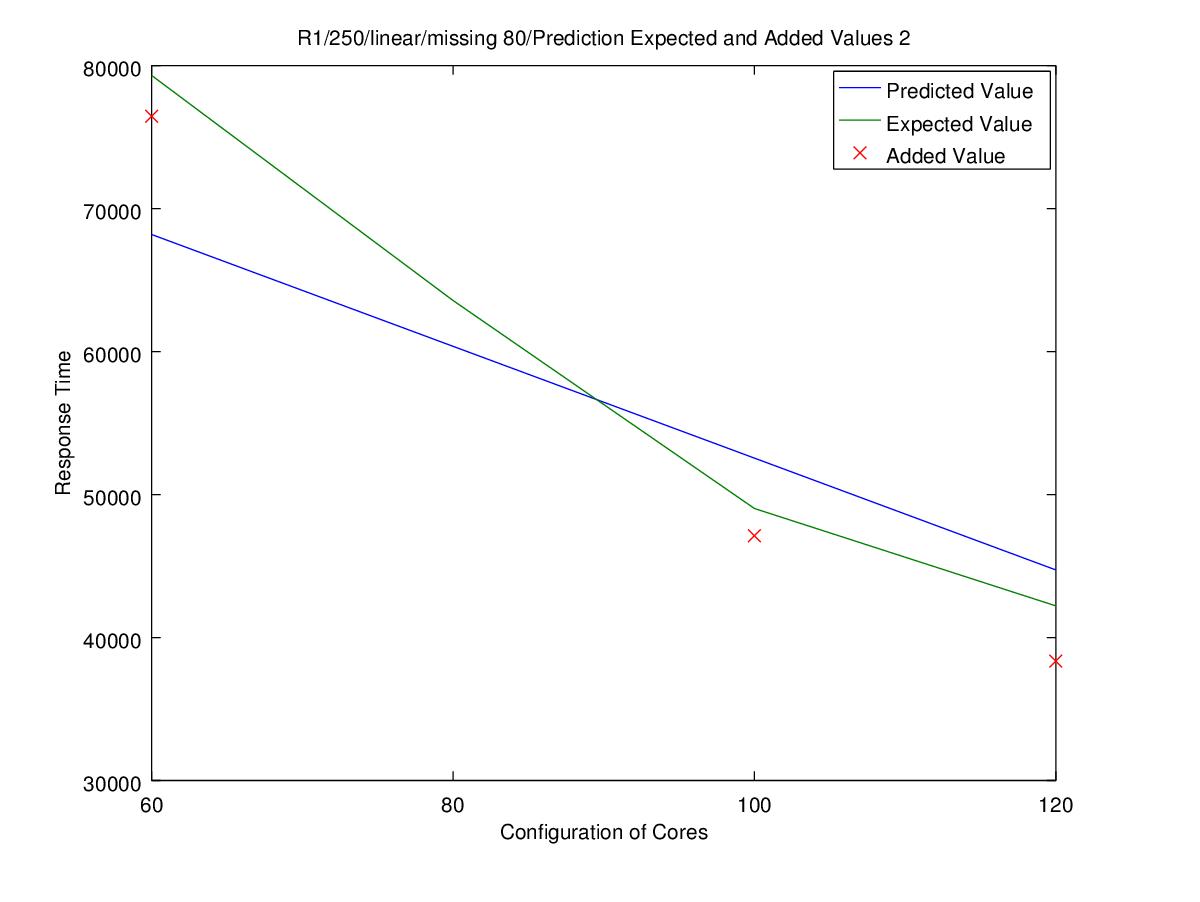 R1/250/linear/missing 80/Prediction Expected and Added Values 2
80000
70000
60000
50000
40000
30000
Response Time
60
80
100
120
Configuration of Cores
Predicted Value
Expected Value
Added Value